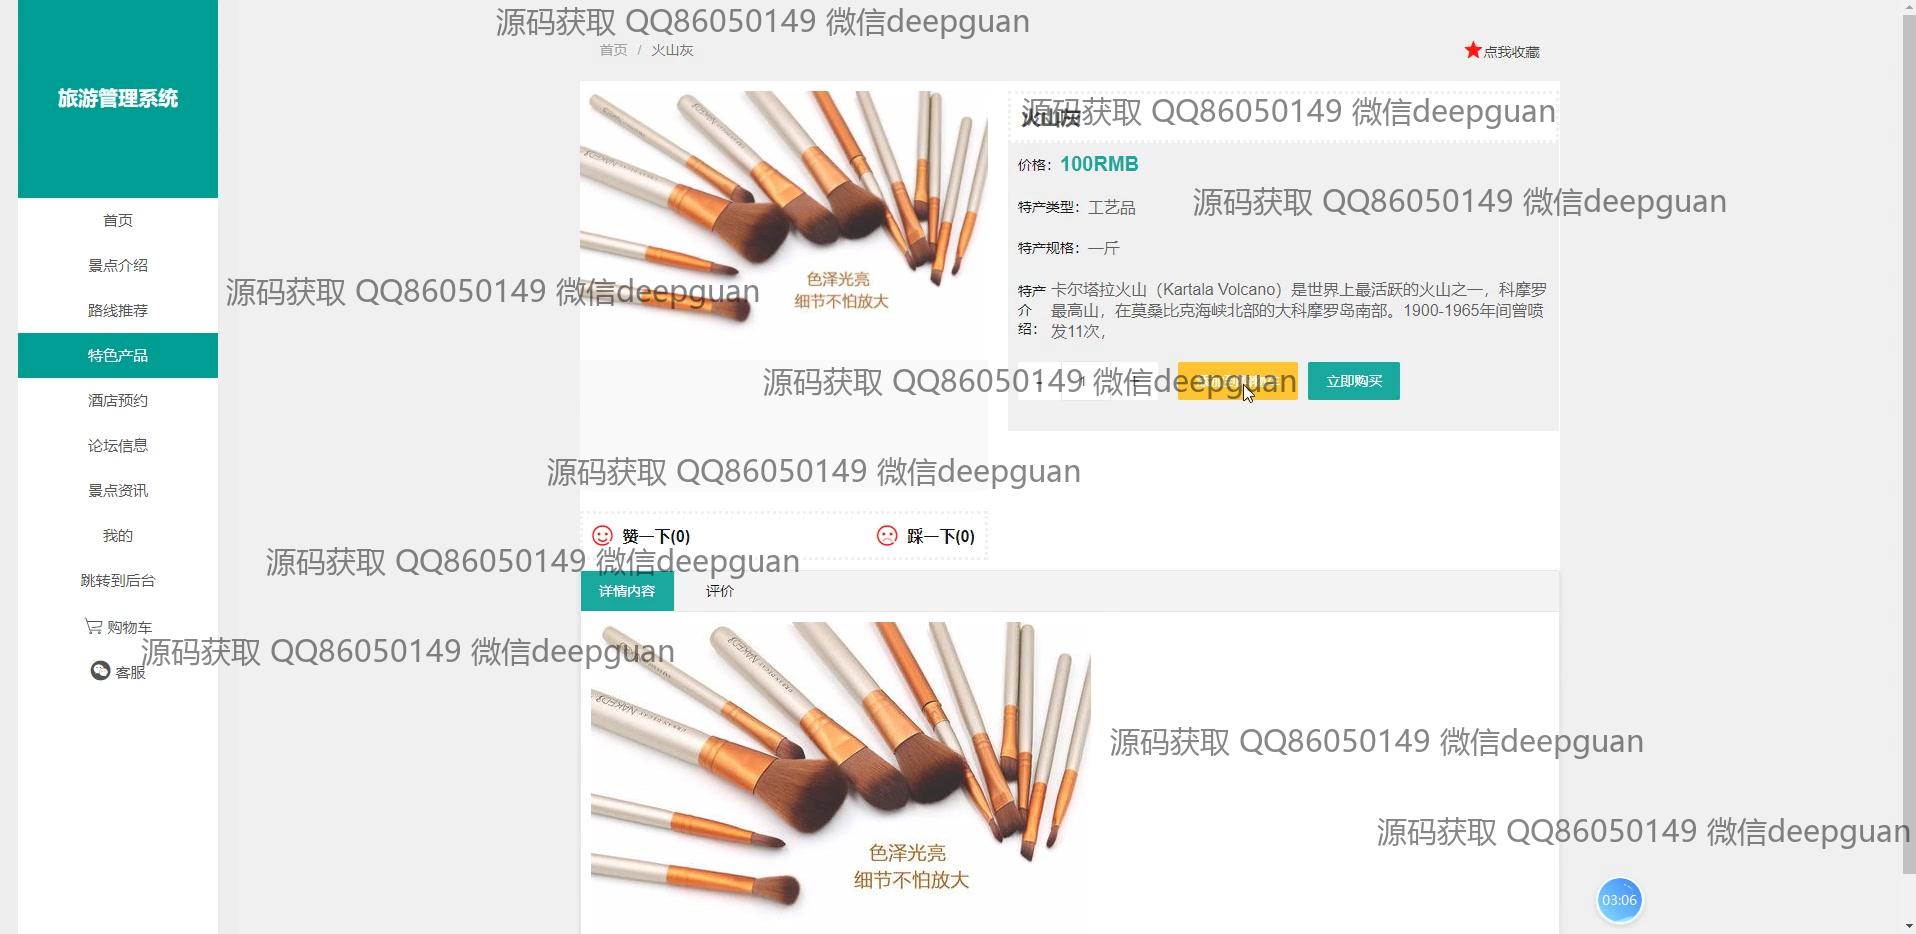 源码获取 QQ86050149 微信deepguan
首页 / 火山灰
点我收藏
旅游管理系统
首页
景点介绍
路线推荐
特色产品
酒店预约
论坛信息
景点资讯
我的
跳转到后台
购物车
客服
色泽光亮
细节不怕放大
火山灰
源码获取 QQ86050149 微信deepguan
价格：100RMB
源码获取 QQ86050149 微信deepguan
特产类型：工艺品
特产规格：一斤
源码获取 QQ86050149 微信deepguan
特产介绍：
卡尔塔拉火山（Kartala Volcano）是世界上最活跃的火山之一，科摩罗
最高山，在莫桑比克海峡北部的大科摩罗岛南部。1900-1965年间曾喷
发11次，
- 1 +
立即购买
源码获取 QQ86050149 微信deepguan
源码获取 QQ86050149 微信deepguan
赞一下(0)
踩一下(0)
源码获取 QQ86050149 微信deepguan
详情内容
评价
源码获取 QQ86050149 微信deepguan
NAKED3
源码获取 QQ86050149 微信deepguan
色泽光亮
细节不怕放大
源码获取 QQ86050149 微信deepguan
03:06